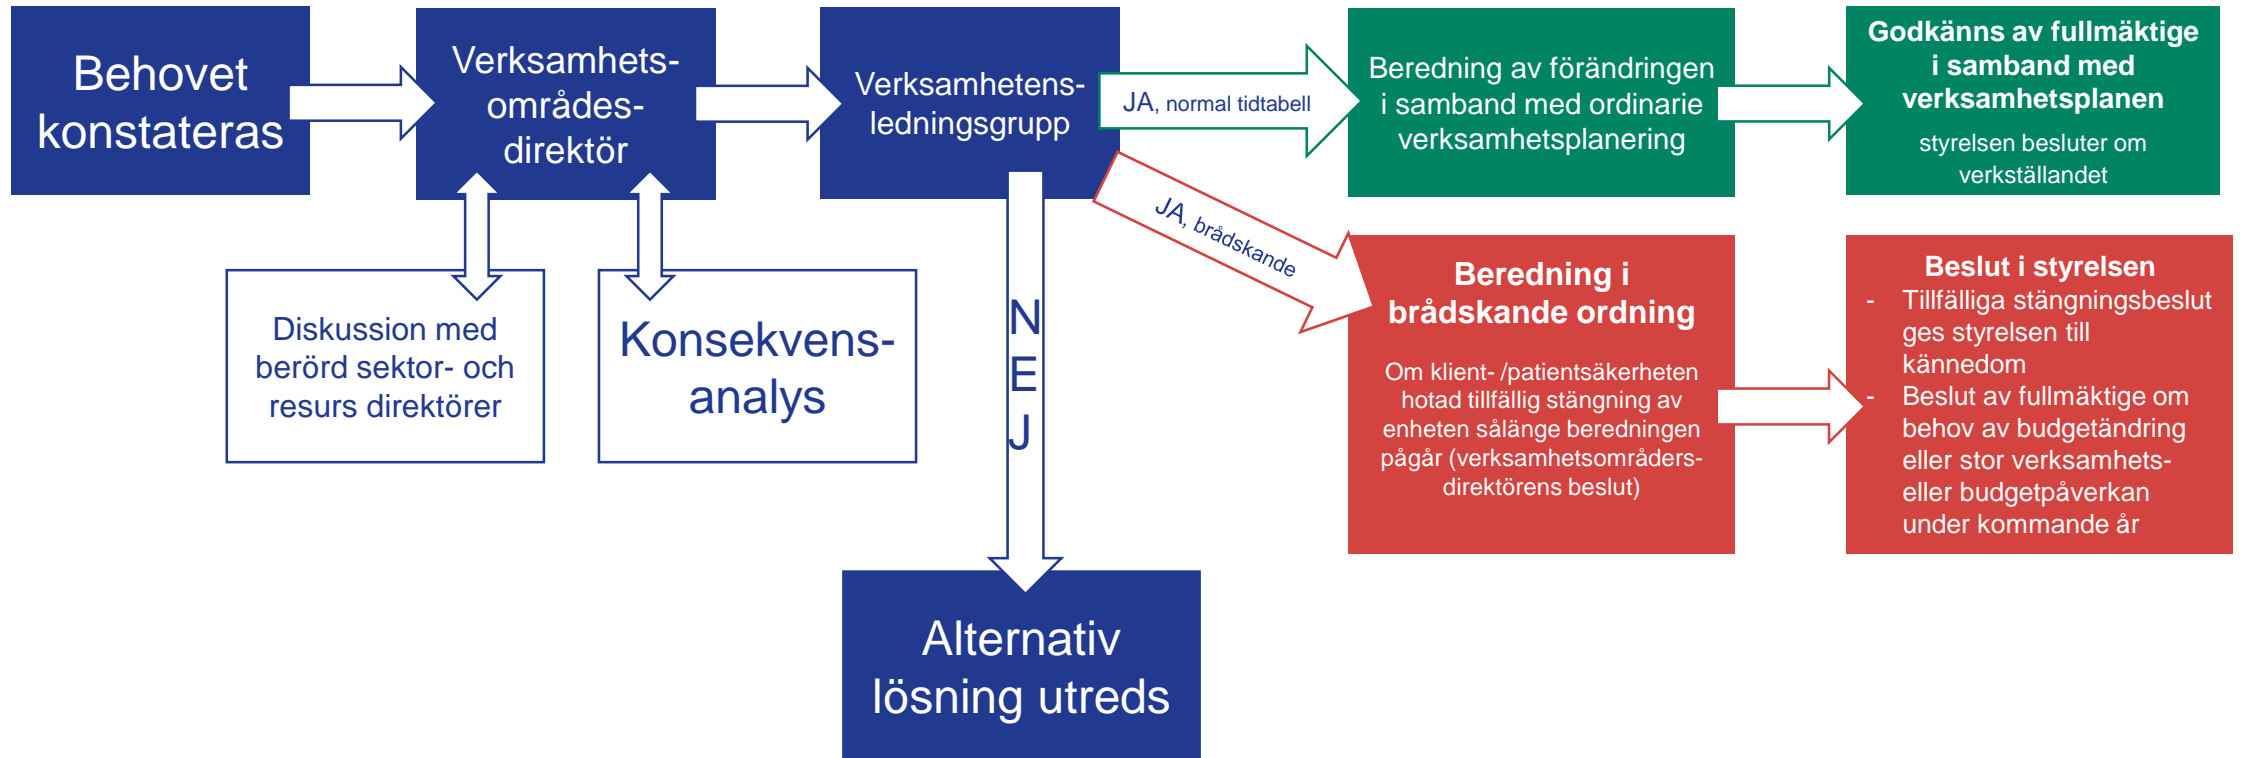 Behovet
konstateras
Verksamhets-
områdes-
direktör
Verksamhetens-
ledningsgrupp
JA, normal tidtabell
Beredning av förändringen
i samband med ordinarie
verksamhetsplanering
Godkänns av fullmäktige
i samband med
verksamhetsplanen
styrelsen besluter om
verkställandet
JA, brådskande
Diskussion med
berörd sektor- och
resurs direktörer
Konsekvens-
analys
N
E
J
Beredning i
brådskande ordning
Om klient- /patientsäkerheten
hotad tillfällig stängning av
enheten sålänge beredningen
pågår (verksamhetsområders-
direktörens beslut)
Beslut i styrelsen
- Tillfälliga stängningsbeslut
ges styrelsen till
kännedom
- Beslut av fullmäktige om
behov av budgetändring
eller stor verksamhets-
eller budgetpåverkan
under kommande år
Alternativ
lösning utreds